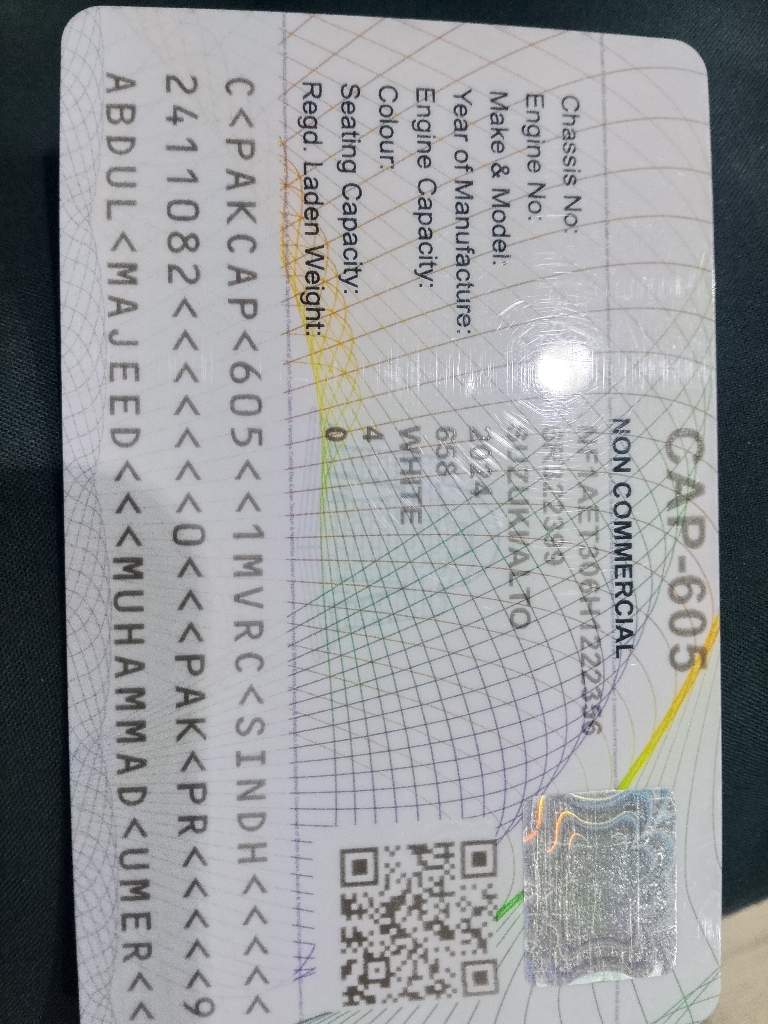 CAP-605
NON COMMERCIAL
Chassis No:
Engine No:
Make & Model: SUZUKI/ALTO
Year of Manufacture: 2024
Engine Capacity: 658
Colour: WHITE
Seating Capacity: 4
Regd. Laden Weight: 0
C<PAKCAP<605<<1MVRC<SINDH<<<<<
2411082<<<<<<<0<<<PAK<PR<<<<<9
ABDUL<MAJEED<<<MUHAMMAD<UMER<<